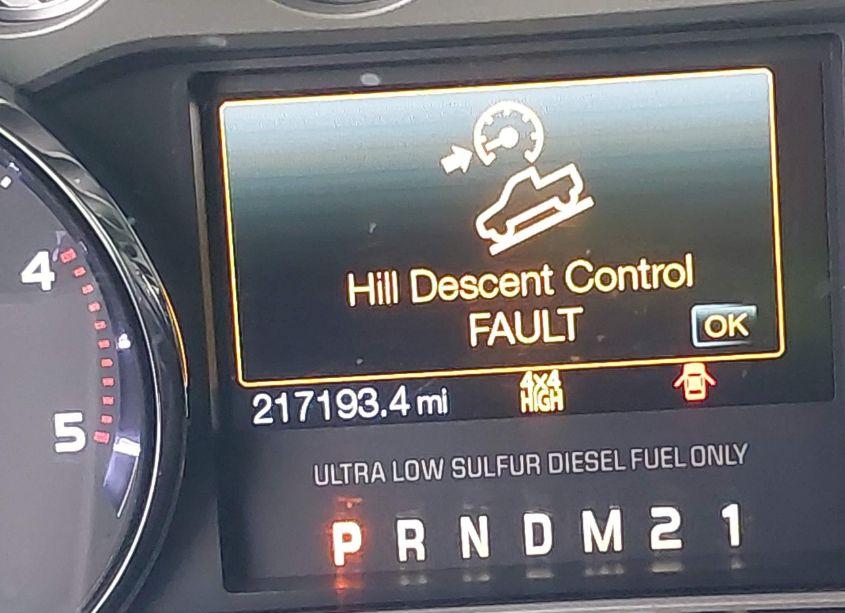 Hill Descent Control
FAULT
OK
4
5
217193.4 mi
4x4
HIGH
ULTRA LOW SULFUR DIESEL FUEL ONLY
P R N D M 2 1